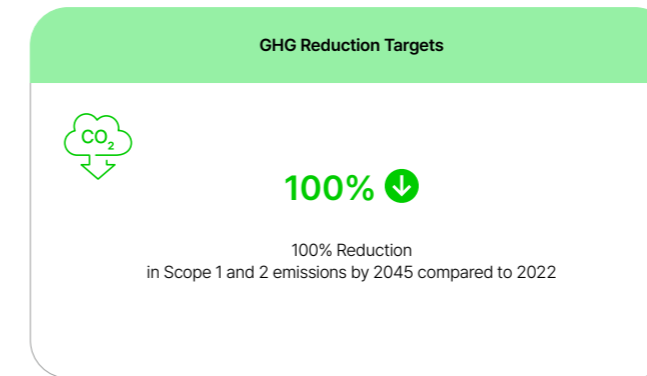 GHG Reduction Targets
CO₂
100%
100% Reduction
in Scope 1 and 2 emissions by 2045 compared to 2022